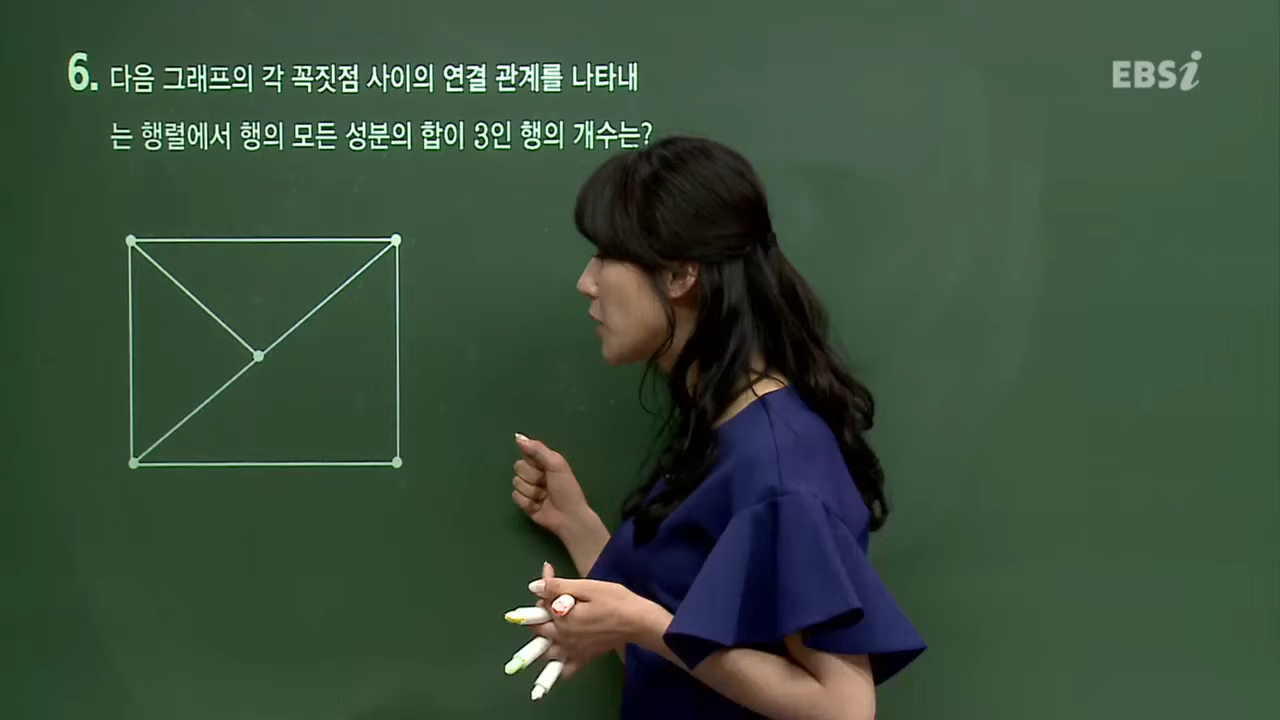 6. 다음 그래프의 각 꼭짓점 사이의 연결 관계를 나타내
는 행렬에서 행의 모든 성분의 합이 3인 행의 개수는?
EBSi